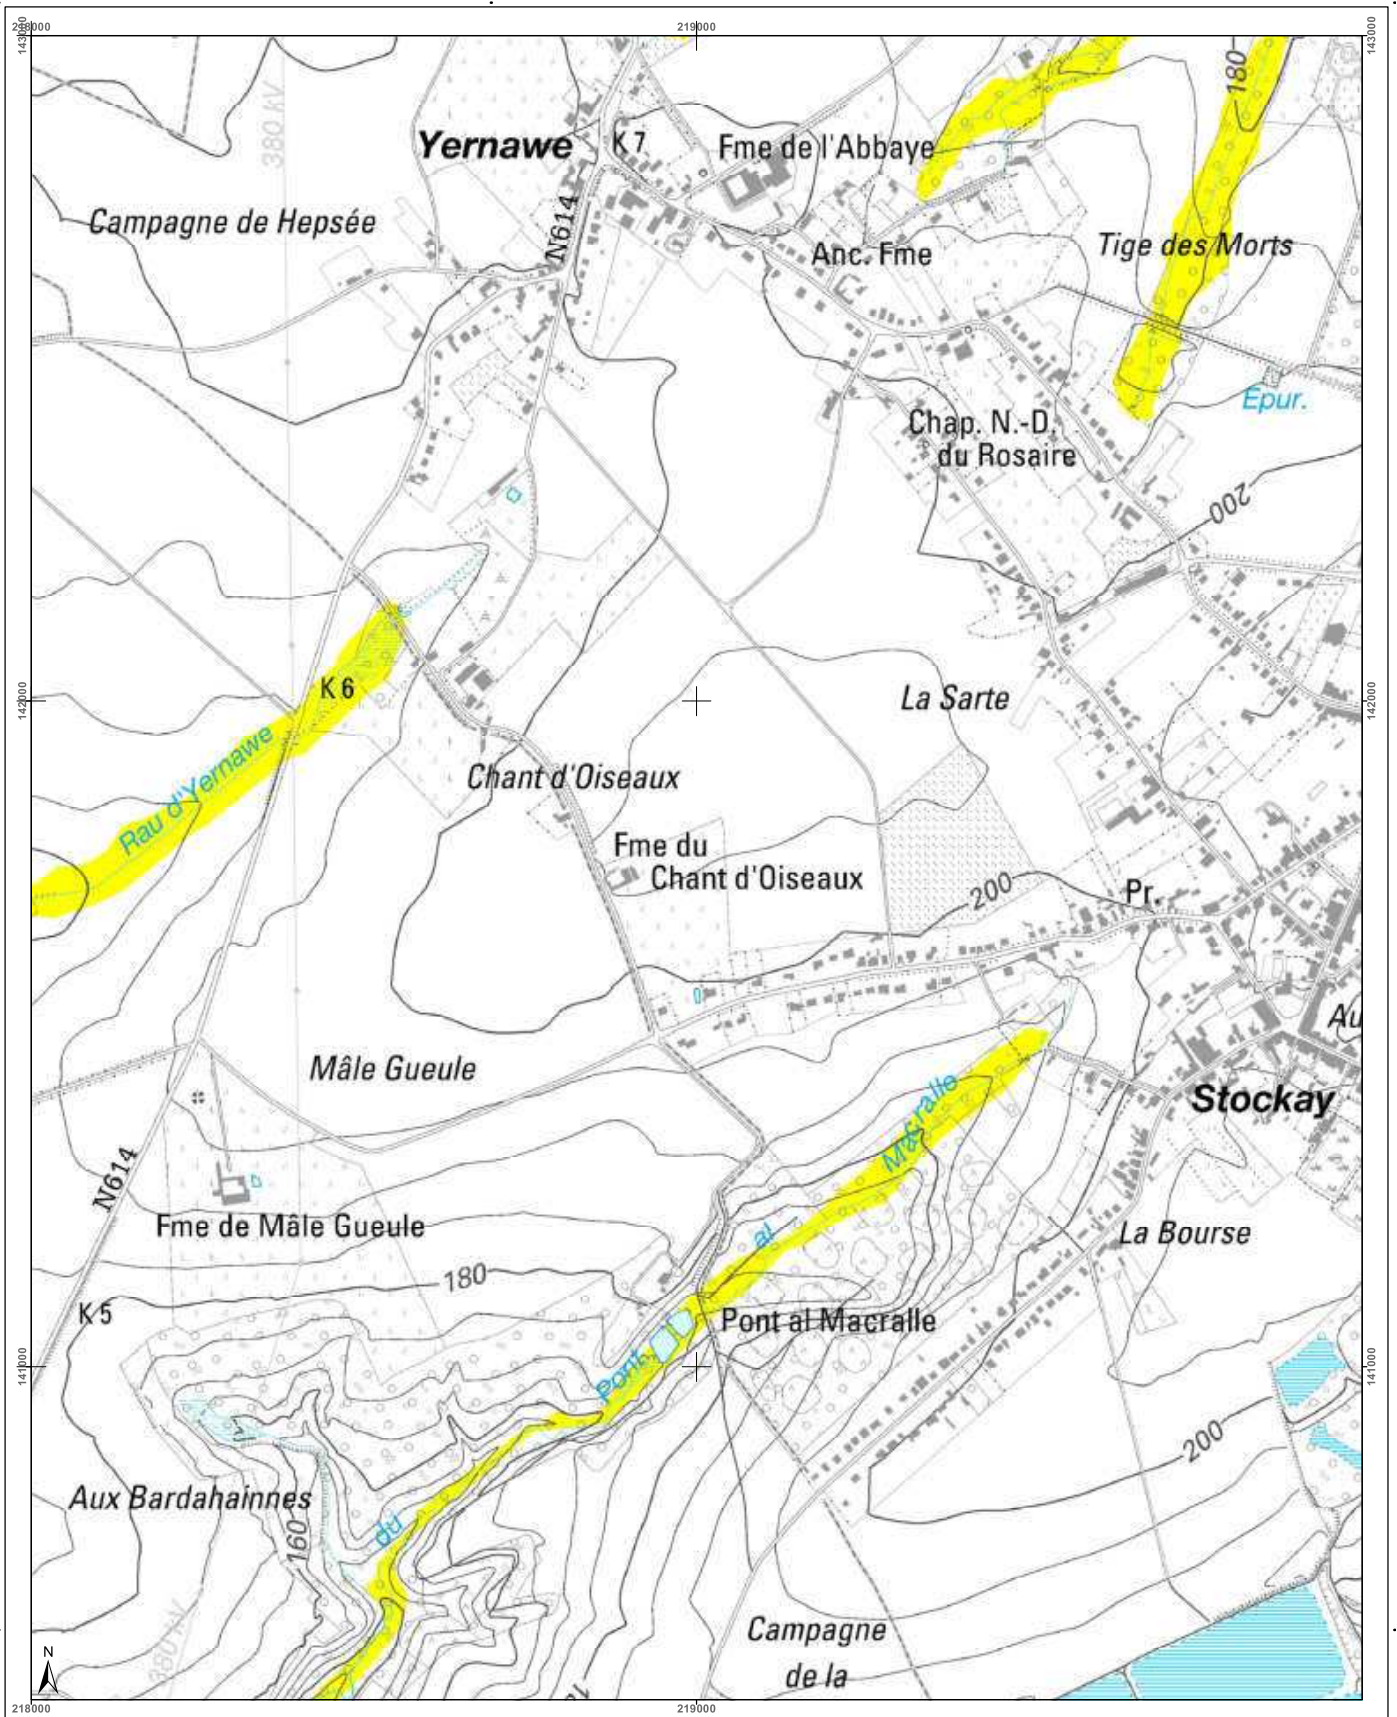 218000
219000
143000
143000
180
380 kV
Yernawe
K 7
Fme de l'Abbaye
Campagne de Hepsée
N614
Anc. Fme
Tige des Morts
Epur.
Chap. N.-D.
du Rosaire
200
K 6
La Sarte
142000
142000
Rau d'Yernawe
Chant d'Oiseaux
Fme du
Chant d'Oiseaux
200
Pr.
Au
Mâle Gueule
Stockay
Macralle
N614
Fme de Mâle Gueule
al
La Bourse
180
K 5
Pont al Macralle
141000
141000
Pont
200
Aux Bardahainnes
160
du
380 kV
Campagne
de la
N
218000
219000